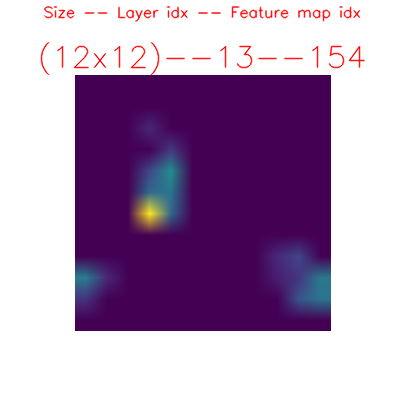 Size -- Layer idx -- Feature map idx
(12x12)--13--154